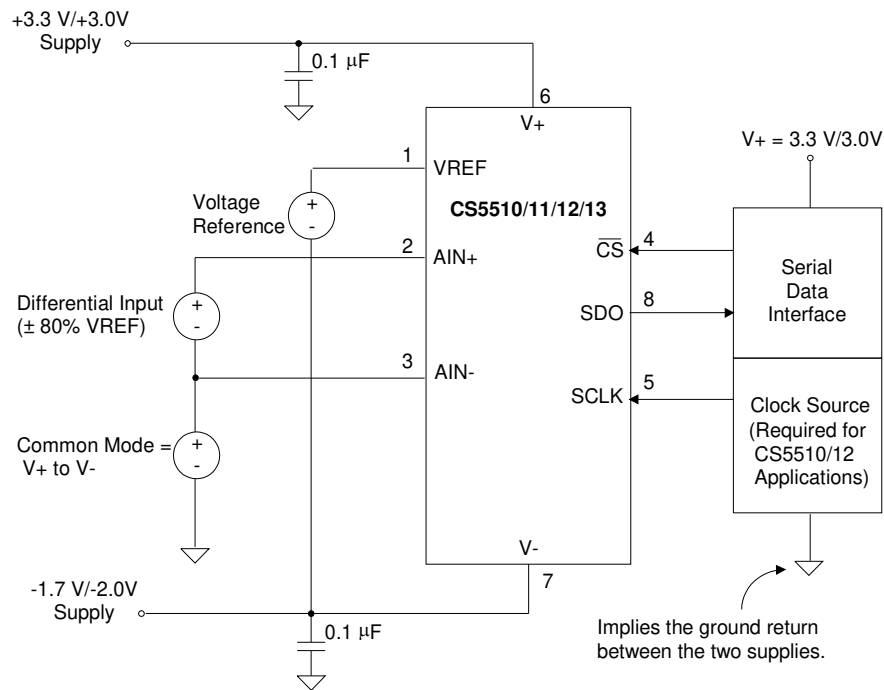 +3.3 V/+3.0V
Supply
0.1 μF
6
V+
V+ = 3.3 V/3.0V
1
VREF
Voltage
Reference
CS5510/11/12/13
2
AIN+
CS
4
Serial
Data
Interface
Differential Input
(± 80% VREF)
SDO
8
3
AIN-
SCLK
5
Clock Source
(Required for
CS5510/12
Applications)
Common Mode =
V+ to V-
V-
7
-1.7 V/-2.0V
Supply
0.1 μF
Implies the ground return
between the two supplies.
+
-
+
-
+
-